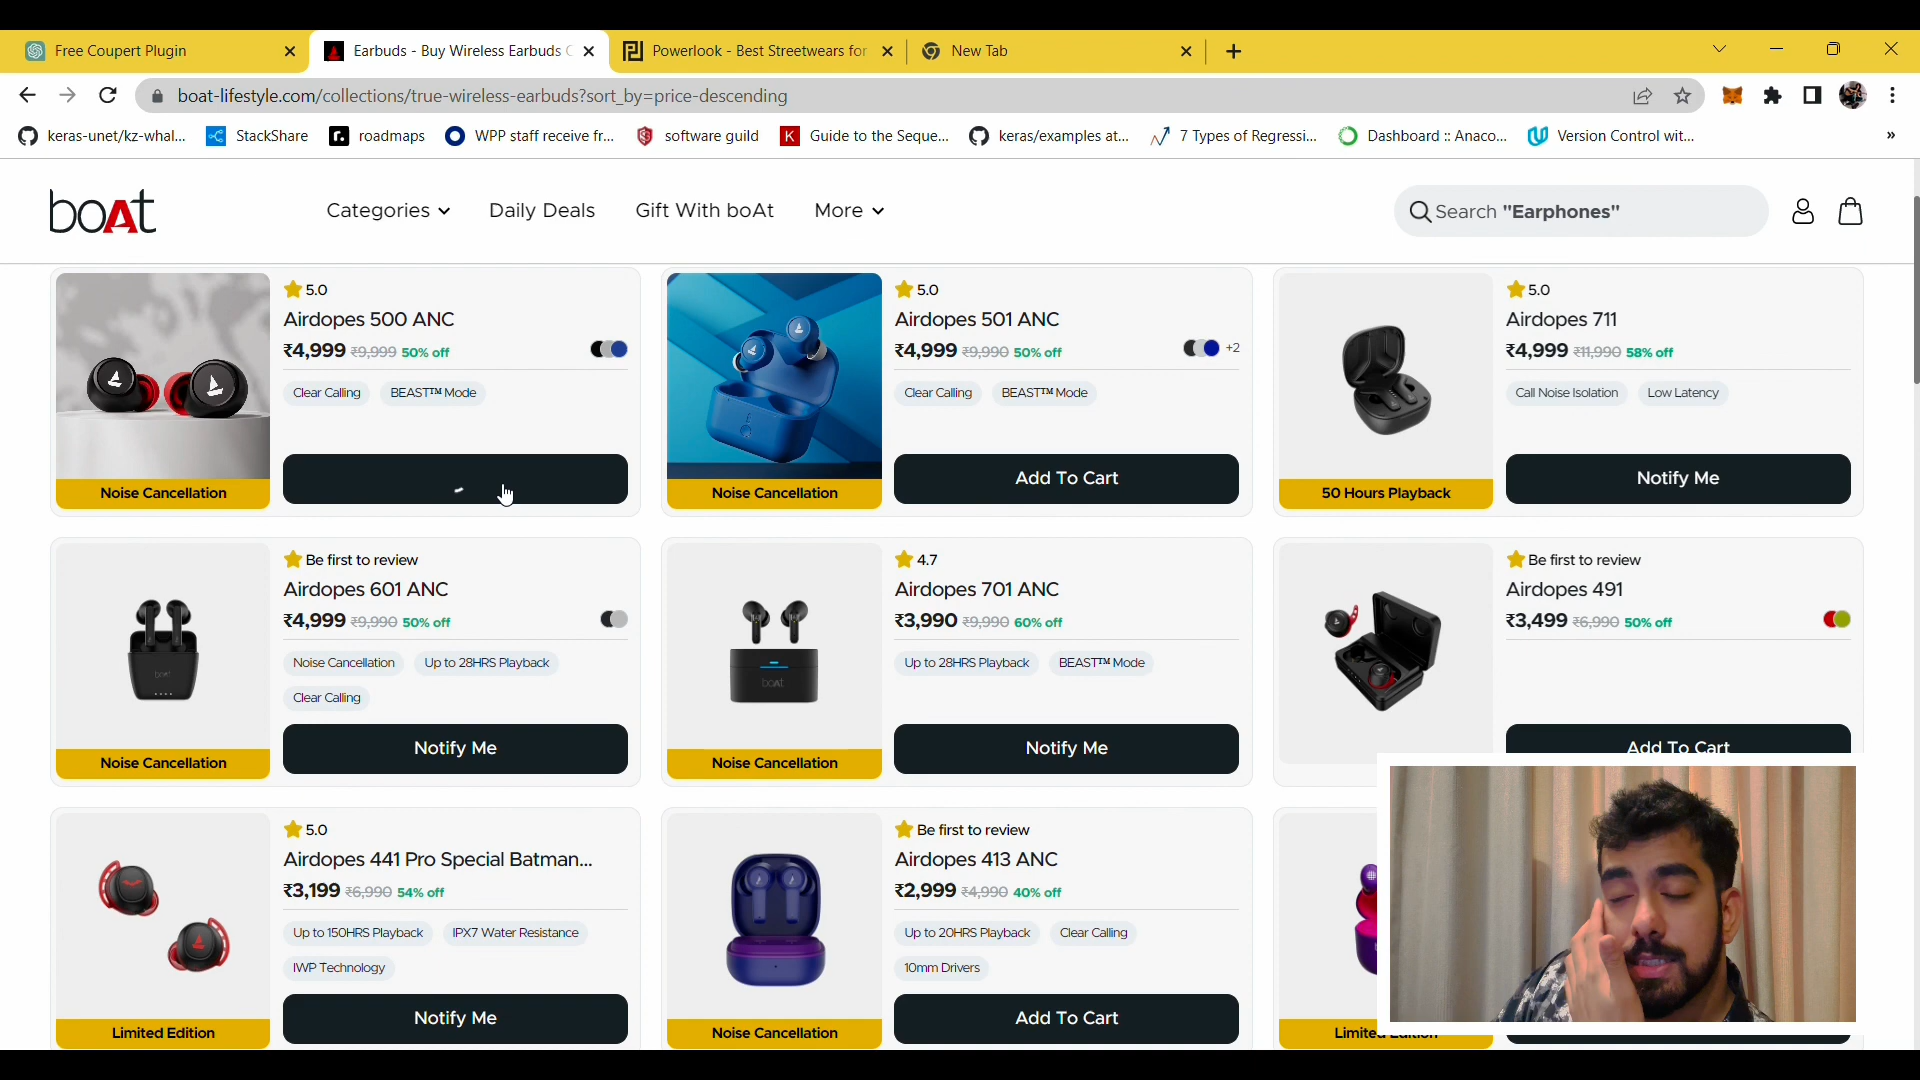 Free Coupert Plugin
Earbuds - Buy Wireless Earbuds
Powerlook - Best Streetwears for
New Tab
boat-lifestyle.com/collections/true-wireless-earbuds?sort_by=price-descending
keras-unet/kz-whal...
StackShare
roadmaps
WPP staff receive fr...
software guild
Guide to the Seque...
keras/examples at...
7 Types of Regressi...
Dashboard :: Anaco...
Version Control wit...
»
boAt
Categories
Daily Deals
Gift With boAt
More
Search "Earphones"
5.0
Airdopes 500 ANC
₹4,999 ₹9,999 50% off
Clear Calling BEAST™ Mode
Noise Cancellation
5.0
Airdopes 501 ANC
₹4,999 ₹9,990 50% off
+2
Clear Calling BEAST™ Mode
Noise Cancellation
Add To Cart
5.0
Airdopes 711
₹4,999 ₹11,990 58% off
Call Noise Isolation Low Latency
50 Hours Playback
Notify Me
Be first to review
Airdopes 601 ANC
₹4,999 ₹9,990 50% off
Noise Cancellation Up to 28HRS Playback
Clear Calling
Noise Cancellation
Notify Me
boAt
4.7
Airdopes 701 ANC
₹3,990 ₹9,990 60% off
Up to 28HRS Playback BEAST™ Mode
Noise Cancellation
Notify Me
boAt
Be first to review
Airdopes 491
₹3,499 ₹6,990 50% off
Add To Cart
5.0
Airdopes 441 Pro Special Batman...
₹3,199 ₹6,990 54% off
Up to 150HRS Playback IPX7 Water Resistance
IWP Technology
Limited Edition
Notify Me
Be first to review
Airdopes 413 ANC
₹2,999 ₹4,990 40% off
Up to 20HRS Playback Clear Calling
10mm Drivers
Noise Cancellation
Add To Cart
Limited Edition